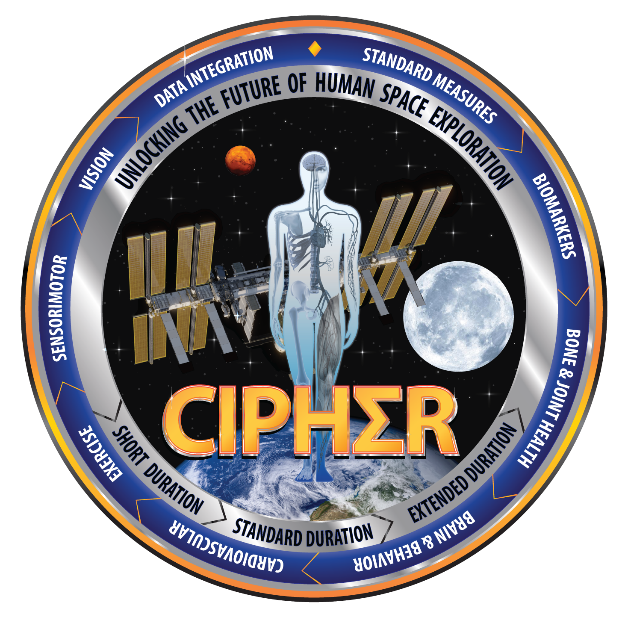 DATA INTEGRATION
STANDARD MEASURES
BIOMARKERS
BONE & JOINT HEALTH
BRAIN & BEHAVIOR
CARDIOVASCULAR
EXERCISE
SENSORIMOTOR
VISION
UNLOCKING THE FUTURE OF HUMAN SPACE EXPLORATION
CIPHΣR
SHORT DURATION
STANDARD DURATION
EXTENDED DURATION